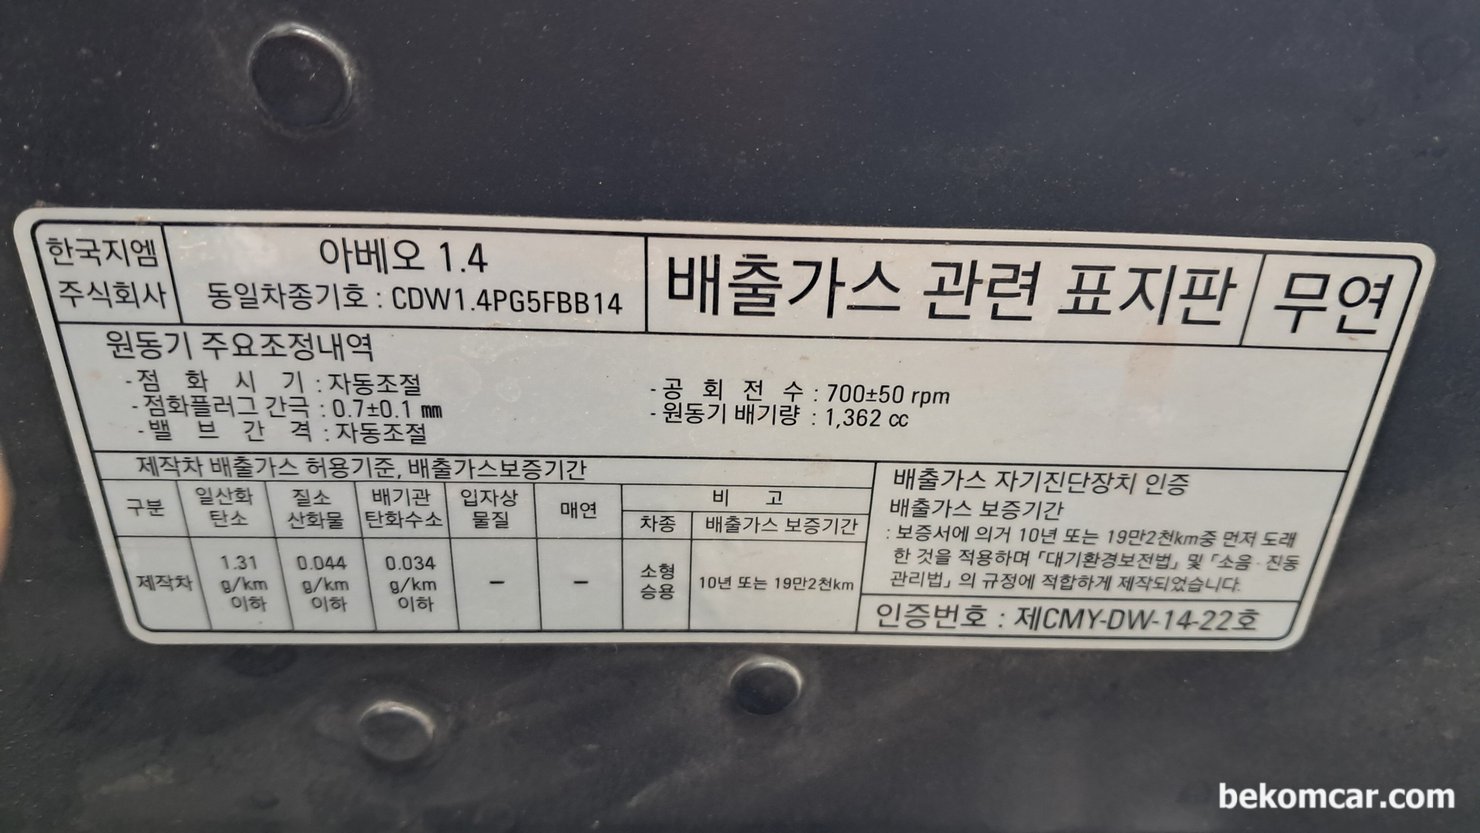 한국지엠
주식회사
아베오 1.4
동일차종기호 : CDW1.4PG5FBB14
배출가스 관련 표지판
무연
원동기 주요조정내역
- 점 화 시 기 : 자동조절
- 점화플러그 간극 : 0.7±0.1 ㎜
- 밸 브 간 격 : 자동조절
- 공 회 전 수 : 700±50 rpm
- 원동기 배기량 : 1,362 cc
제작차 배출가스 허용기준, 배출가스보증기간
구분
일산화
탄소
질소
산화물
배기관
탄화수소
입자상
물질
매연
비 고
차종
배출가스 보증기간
제작차
1.31
g/km
이하
0.044
g/km
이하
0.034
g/km
이하
–
–
소형
승용
10년 또는 19만2천km
배출가스 자기진단장치 인증
배출가스 보증기간
: 보증서에 의거 10년 또는 19만2천km중 먼저 도래
한 것을 적용하며 「대기환경보전법」 및 「소음 · 진동
관리법」의 규정에 적합하게 제작되었습니다.
인증번호 : 제CMY-DW-14-22호
bekomcar.com